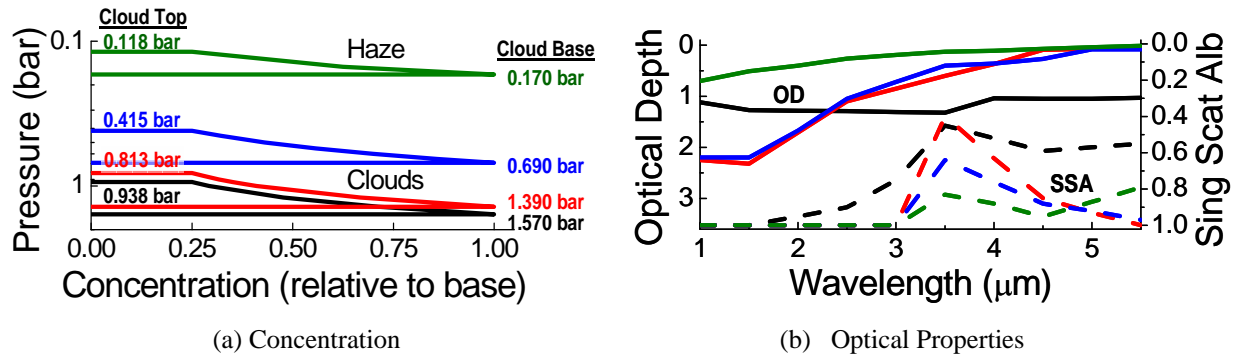 Cloud Top
0.1
0.118 bar
Haze
Cloud Base
0.170 bar
0.415 bar
0.690 bar
0.813 bar
Clouds
1
0.938 bar
1.390 bar
1.570 bar
0.00 0.25 0.50 0.75 1.00
Pressure (bar)
Concentration (relative to base)
(a) Concentration
0
1
2
3
Optical Depth
OD
SSA
0.0
0.2
0.4
0.6
0.8
1.0
Sing Scat Alb
1 2 3 4 5
Wavelength (μm)
(b) Optical Properties